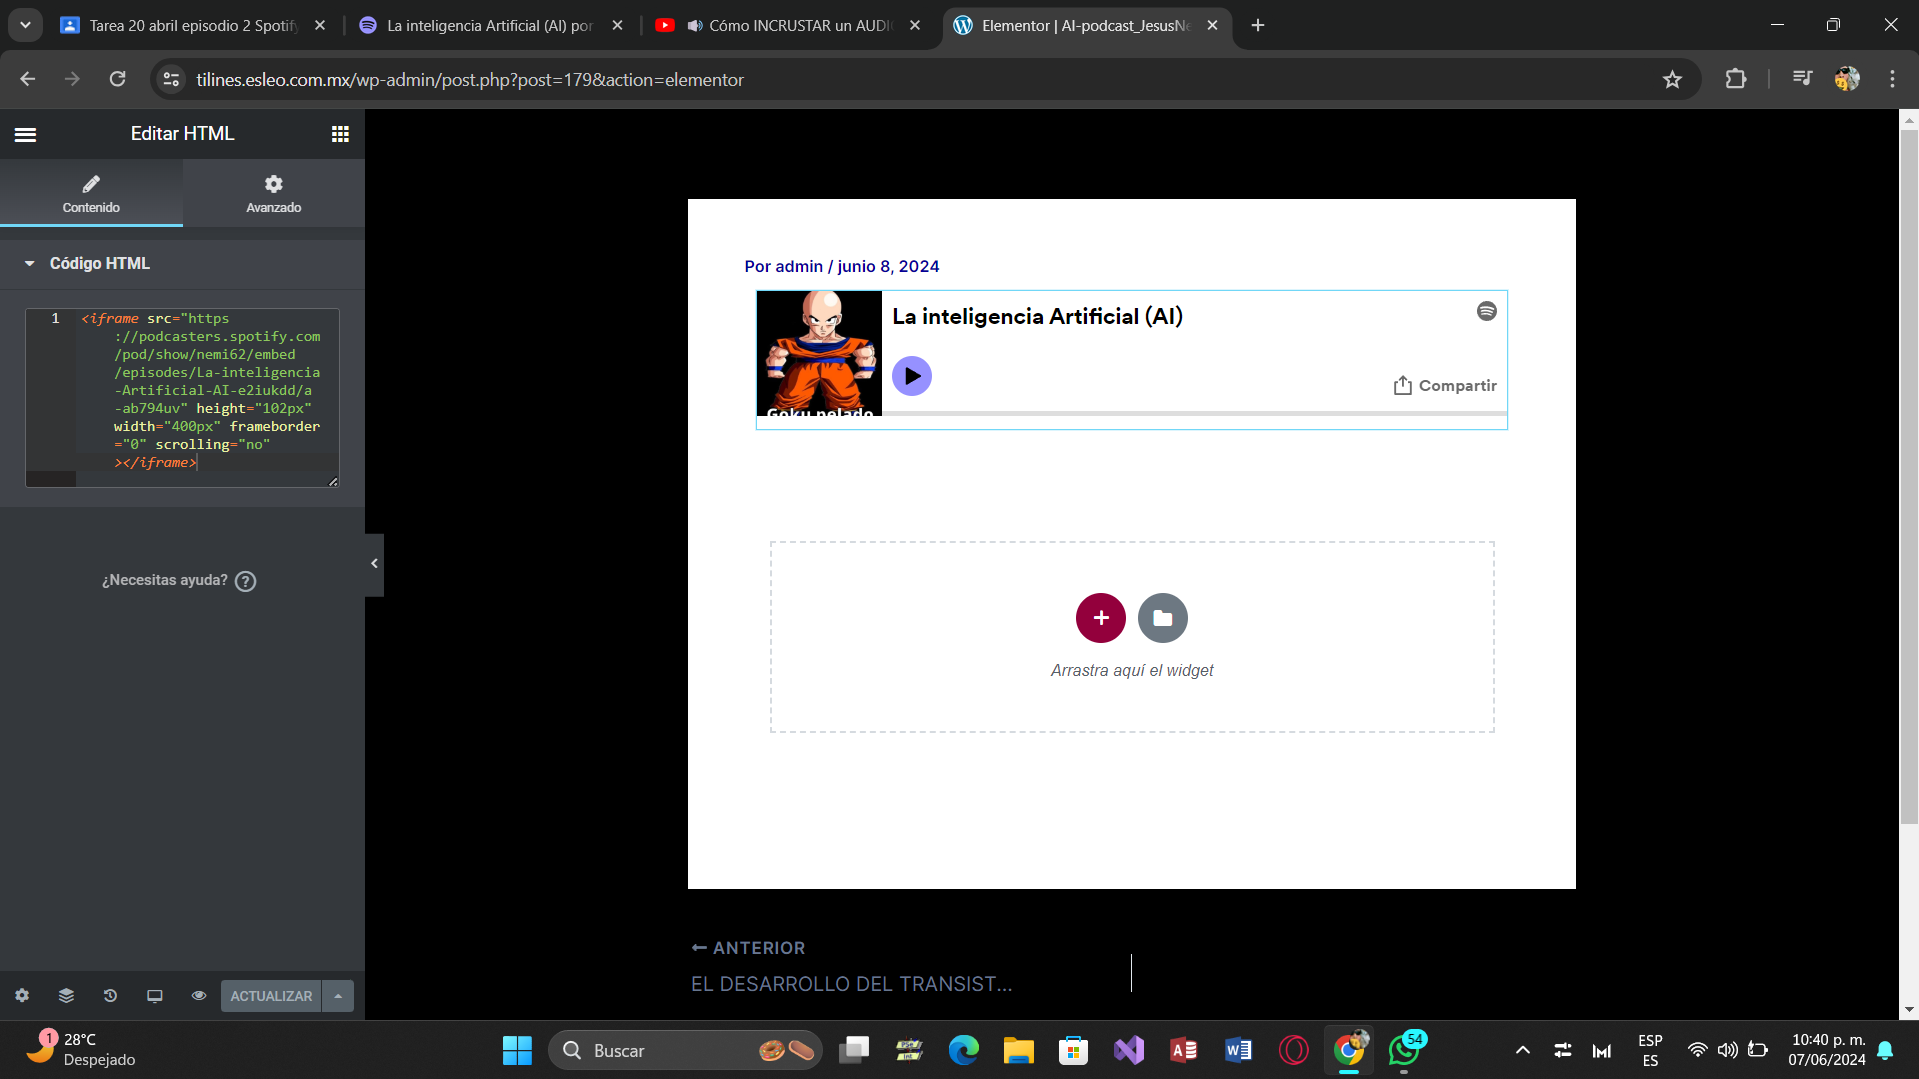 Tarea 20 abril episodio 2 Spotify
La inteligencia Artificial (AI) por
Cómo INCRUSTAR un AUDI
Elementor | AI-podcast_JesusNe
tilines.esleo.com.mx/wp-admin/post.php?post=179&action=elementor
Editar HTML
Contenido
Avanzado
Código HTML
1
<iframe src="https
://podcasters.spotify.com
/pod/show/nemi62/embed
/episodes/La-inteligencia
-Artificial-AI-e2iukdd/a
-ab794uv" height="102px"
width="400px" frameborder
="0" scrolling="no"
></iframe>
¿Necesitas ayuda? ?
ACTUALIZAR
Por admin / junio 8, 2024
La inteligencia Artificial (AI)
Compartir
Goku pelado
Arrastra aquí el widget
← ANTERIOR
EL DESARROLLO DEL TRANSIST...
1
28°C
Despejado
Buscar
54
ESP
ES
10:40 p. m.
07/06/2024